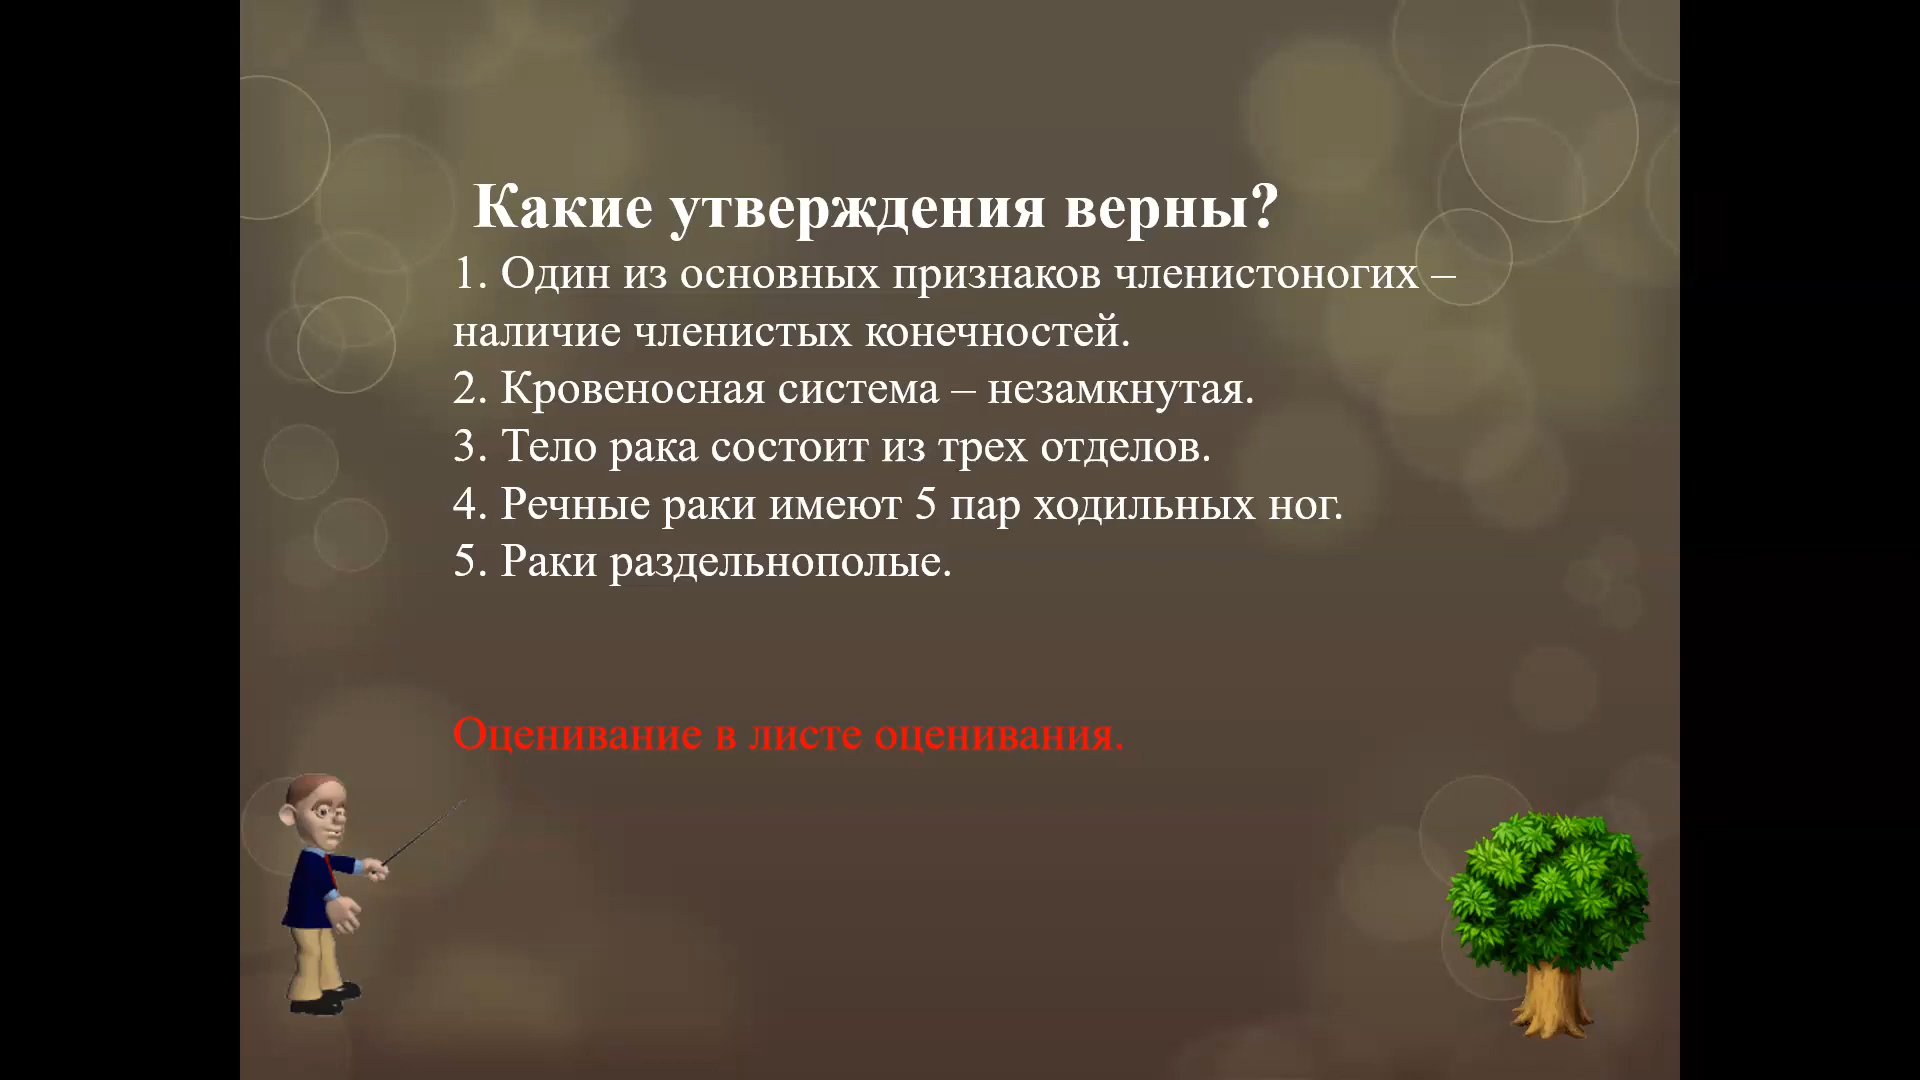 Какие утверждения верны?
1. Один из основных признаков членистоногих –
наличие членистых конечностей.
2. Кровеносная система – незамкнутая.
3. Тело рака состоит из трех отделов.
4. Речные раки имеют 5 пар ходильных ног.
5. Раки раздельнополые.
Оценивание в листе оценивания.